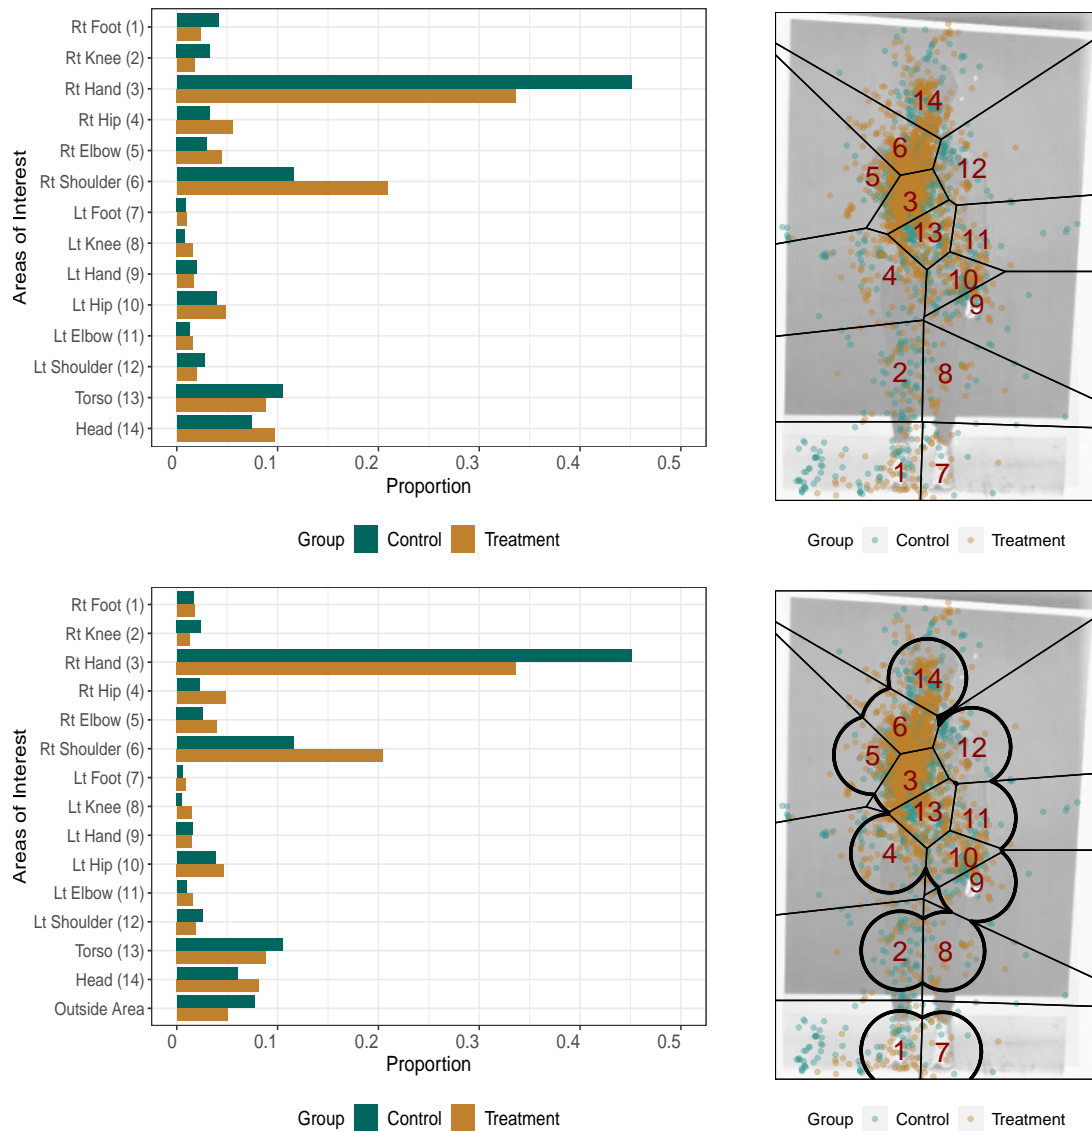 Areas of Interest
Rt Foot (1)
Rt Knee (2)
Rt Hand (3)
Rt Hip (4)
Rt Elbow (5)
Rt Shoulder (6)
Lt Foot (7)
Lt Knee (8)
Lt Hand (9)
Lt Hip (10)
Lt Elbow (11)
Lt Shoulder (12)
Torso (13)
Head (14)
0 0.1 0.2 0.3 0.4 0.5
Proportion
Group Control Treatment
14
6
12
5
3
13
11
4
10
9
2
8
1
7
Group Control Treatment
Areas of Interest
Rt Foot (1)
Rt Knee (2)
Rt Hand (3)
Rt Hip (4)
Rt Elbow (5)
Rt Shoulder (6)
Lt Foot (7)
Lt Knee (8)
Lt Hand (9)
Lt Hip (10)
Lt Elbow (11)
Lt Shoulder (12)
Torso (13)
Head (14)
Outside Area
0 0.1 0.2 0.3 0.4 0.5
Proportion
Group Control Treatment
14
6
12
5
3
13
11
4
10
9
2
8
1
7
Group Control Treatment